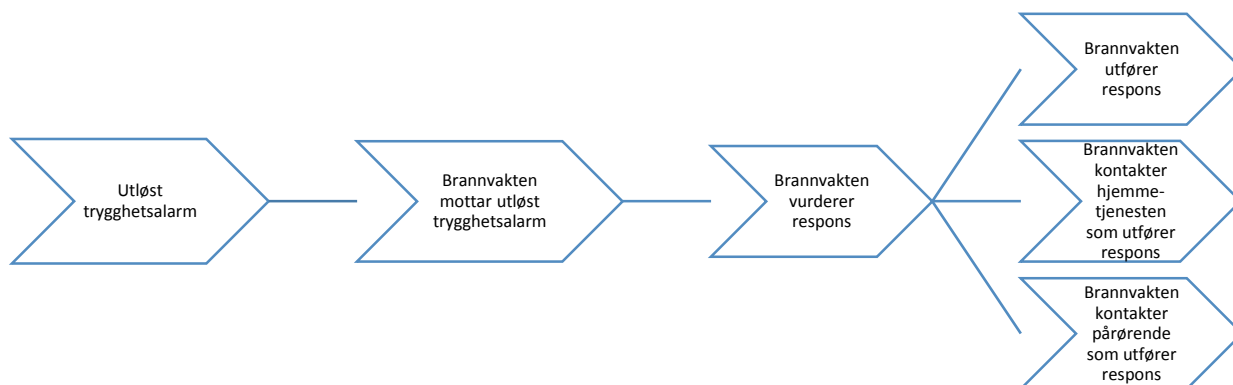 Utløst
trygghetsalarm
Brannvakten
mottar utløst
trygghetsalarm
Brannvakten
vurderer
respons
Brannvakten
utfører
respons
Brannvakten
kontakter
hjemme-
tjenesten
som utfører
respons
Brannvakten
kontakter
pårørende
som utfører
respons